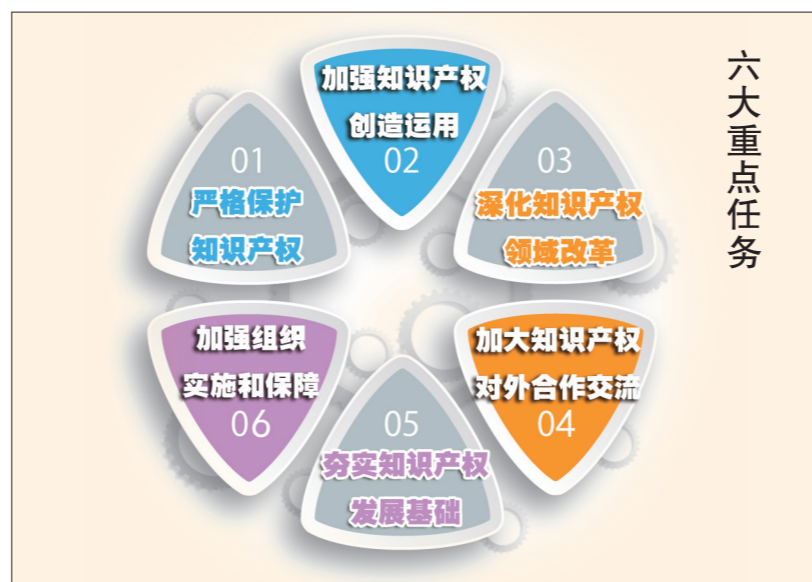 六大重点任务
01
严格保护
知识产权
加强知识产权
创造运用
02
03
深化知识产权
领域改革
加大知识产权
对外合作交流
04
05
夯实知识产权
发展基础
加强组织
实施和保障
06